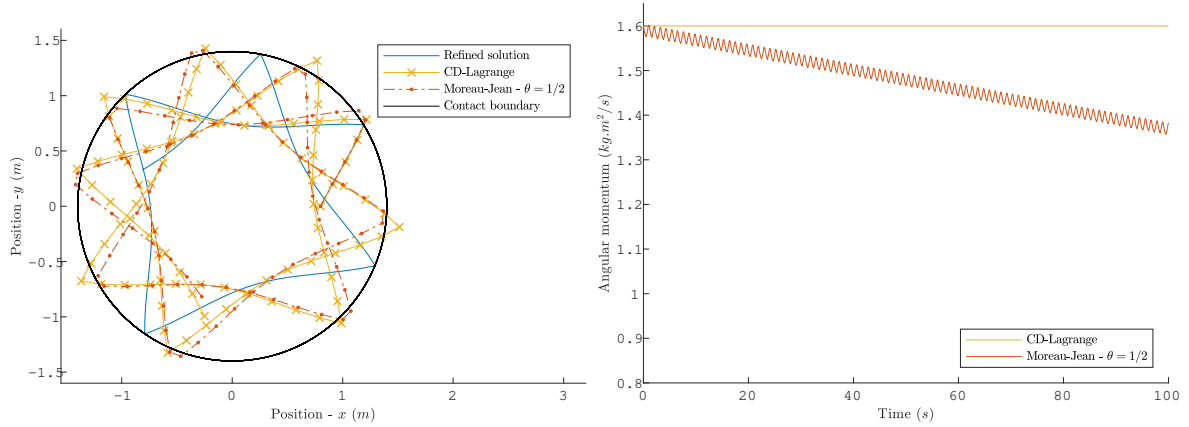 1.5
1
0.5
0
-0.5
-1
-1.5
-1
0
1
2
3
Position -y (m)
Position - x (m)
Refined solution
CD-Lagrange
Moreau-Jean - θ = 1/2
Contact boundary
1.6
1.5
1.4
1.3
1.2
1.1
1
0.9
0.8
0
20
40
60
80
100
Angular momentum (kg.m²/s)
Time (s)
CD-Lagrange
Moreau-Jean - θ = 1/2